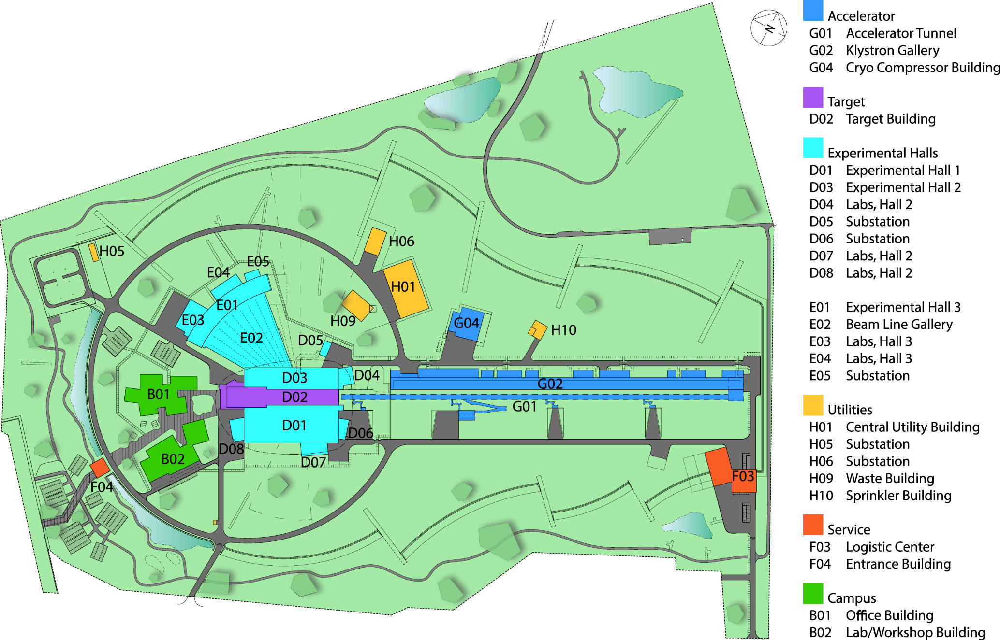 N
Accelerator
G01 Accelerator Tunnel
G02 Klystron Gallery
G04 Cryo Compressor Building
Target
D02 Target Building
Experimental Halls
D01 Experimental Hall 1
D03 Experimental Hall 2
D04 Labs, Hall 2
D05 Substation
D06 Substation
D07 Labs, Hall 2
D08 Labs, Hall 2
E01 Experimental Hall 3
E02 Beam Line Gallery
E03 Labs, Hall 3
E04 Labs, Hall 3
E05 Substation
Utilities
H01 Central Utility Building
H05 Substation
H06 Substation
H09 Waste Building
H10 Sprinkler Building
Service
F03 Logistic Center
F04 Entrance Building
Campus
B01 Office Building
B02 Lab/Workshop Building
H06
H05
E05
E04
H01
E01
E03
H09
G04
H10
E02
D05
D03
D04
G02
B01
D02
G01
D01
D06
D08
B02
D07
F03
F04